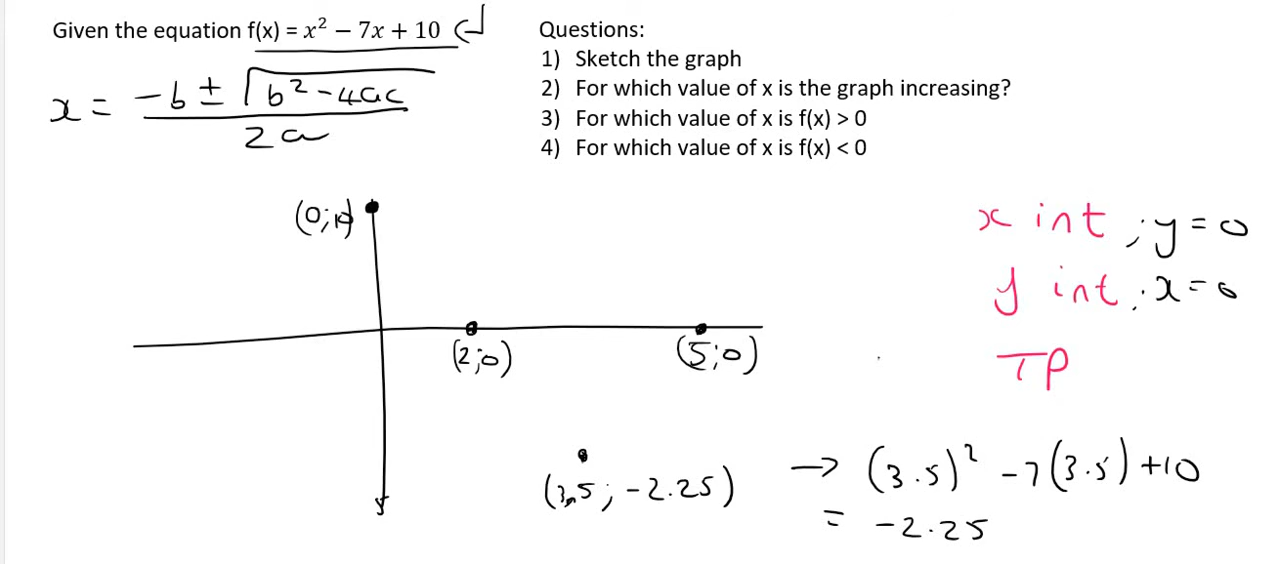 Given the equation f(x) = x² − 7x + 10
x = −b ± √b² −4ac / 2a
Questions:
1) Sketch the graph
2) For which value of x is the graph increasing?
3) For which value of x is f(x) > 0
4) For which value of x is f(x) < 0
(0;10)
(2;0)
(5;0)
(3,5; −2.25)
x int ; y = 0
y int ; x = 0
TP
→ (3.5)² −7(3.5) +10
= −2.25